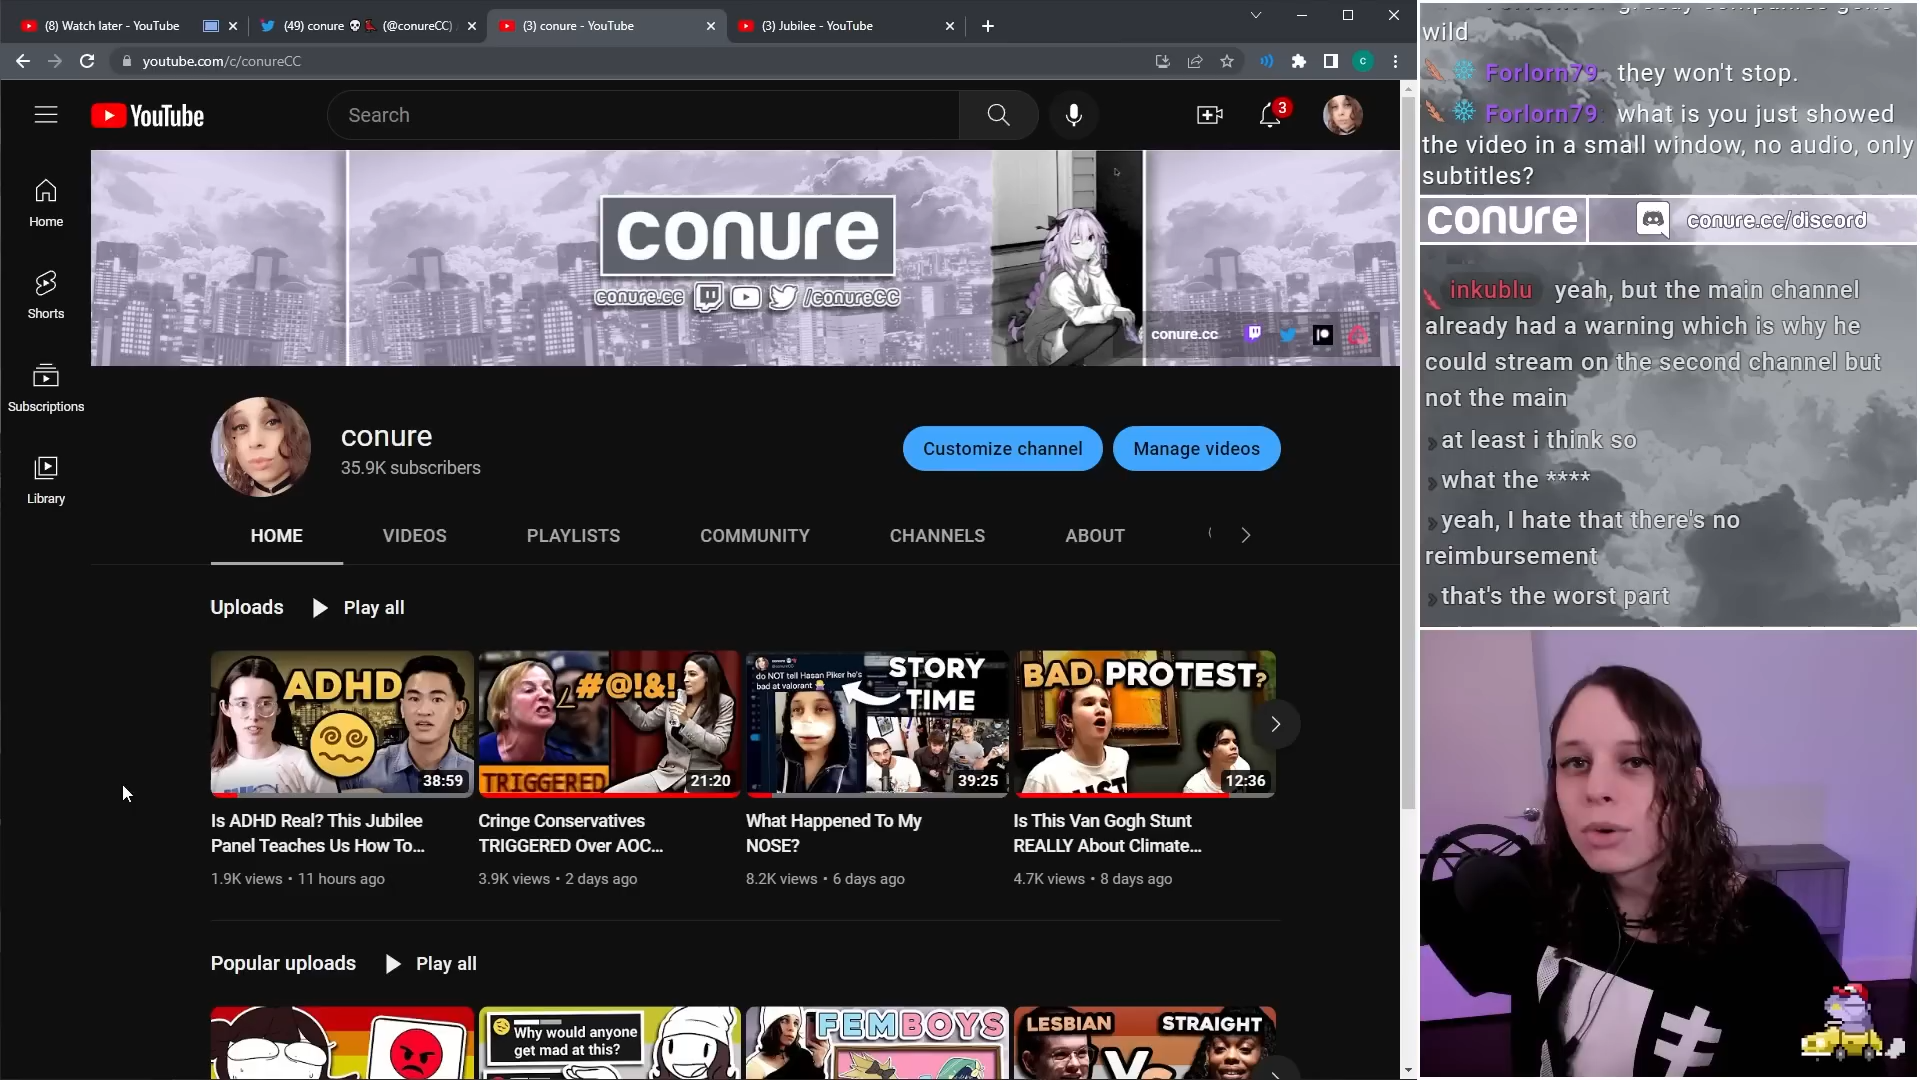 (8) Watch later - YouTube
(49) conure 💀 (@conureCC)
(3) conure - YouTube
(3) Jubilee - YouTube
youtube.com/c/conureCC
C
YouTube
Search
3
Home
Shorts
Subscriptions
Library
conure
conure.cc
/conureCC
conure.cc
conure
35.9K subscribers
Customize channel
Manage videos
HOME
VIDEOS
PLAYLISTS
COMMUNITY
CHANNELS
ABOUT
Uploads
Play all
ADHD
38:59
Is ADHD Real? This Jubilee
Panel Teaches Us How To...
1.9K views • 11 hours ago
#@!&!
TRIGGERED
21:20
Cringe Conservatives
TRIGGERED Over AOC...
3.9K views • 2 days ago
do NOT tell Hasan Piker he's
bad at valorant
STORY
TIME
39:25
What Happened To My
NOSE?
8.2K views • 6 days ago
BAD PROTEST?
12:36
Is This Van Gogh Stunt
REALLY About Climate...
4.7K views • 8 days ago
Popular uploads
Play all
Why would anyone
get mad at this?
FEMBOYS
LESBIAN
STRAIGHT
wild
Forlorn79 they won't stop.
Forlorn79: what is you just showed
the video in a small window, no audio, only
subtitles?
conure
conure.cc/discord
inkublu yeah, but the main channel
already had a warning which is why he
could stream on the second channel but
not the main
at least i think so
what the ****
yeah, I hate that there's no
reimbursement
that's the worst part